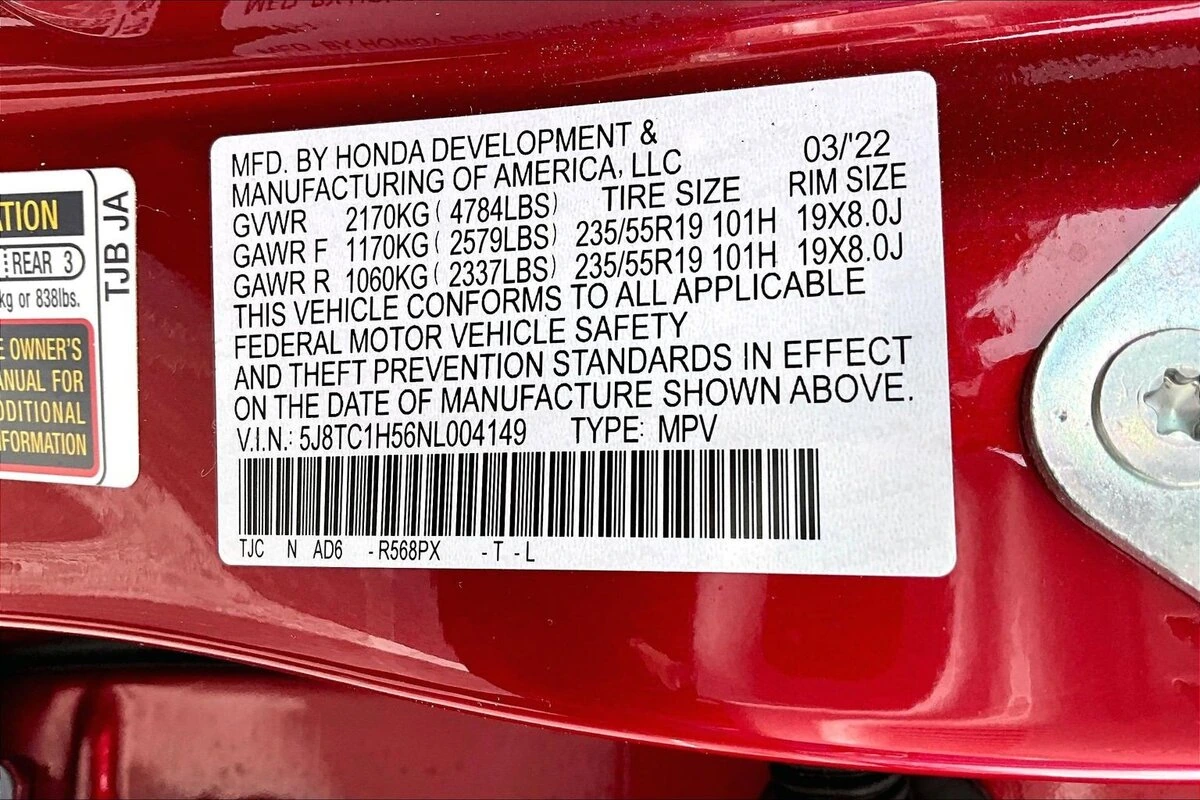 MFD. BY HONDA DEVELOPMENT &
MANUFACTURING OF AMERICA, LLC 03/'22
GVWR 2170KG ( 4784LBS) TIRE SIZE RIM SIZE
GAWR F 1170KG ( 2579LBS) 235/55R19 101H 19X8.0J
GAWR R 1060KG ( 2337LBS) 235/55R19 101H 19X8.0J
THIS VEHICLE CONFORMS TO ALL APPLICABLE
FEDERAL MOTOR VEHICLE SAFETY
AND THEFT PREVENTION STANDARDS IN EFFECT
ON THE DATE OF MANUFACTURE SHOWN ABOVE.
V.I.N.: 5J8TC1H56NL004149 TYPE: MPV
TJC N AD6 -R568PX -T -L
TJB JA
REAR 3
kg or 838lbs.
OWNER'S
FOR